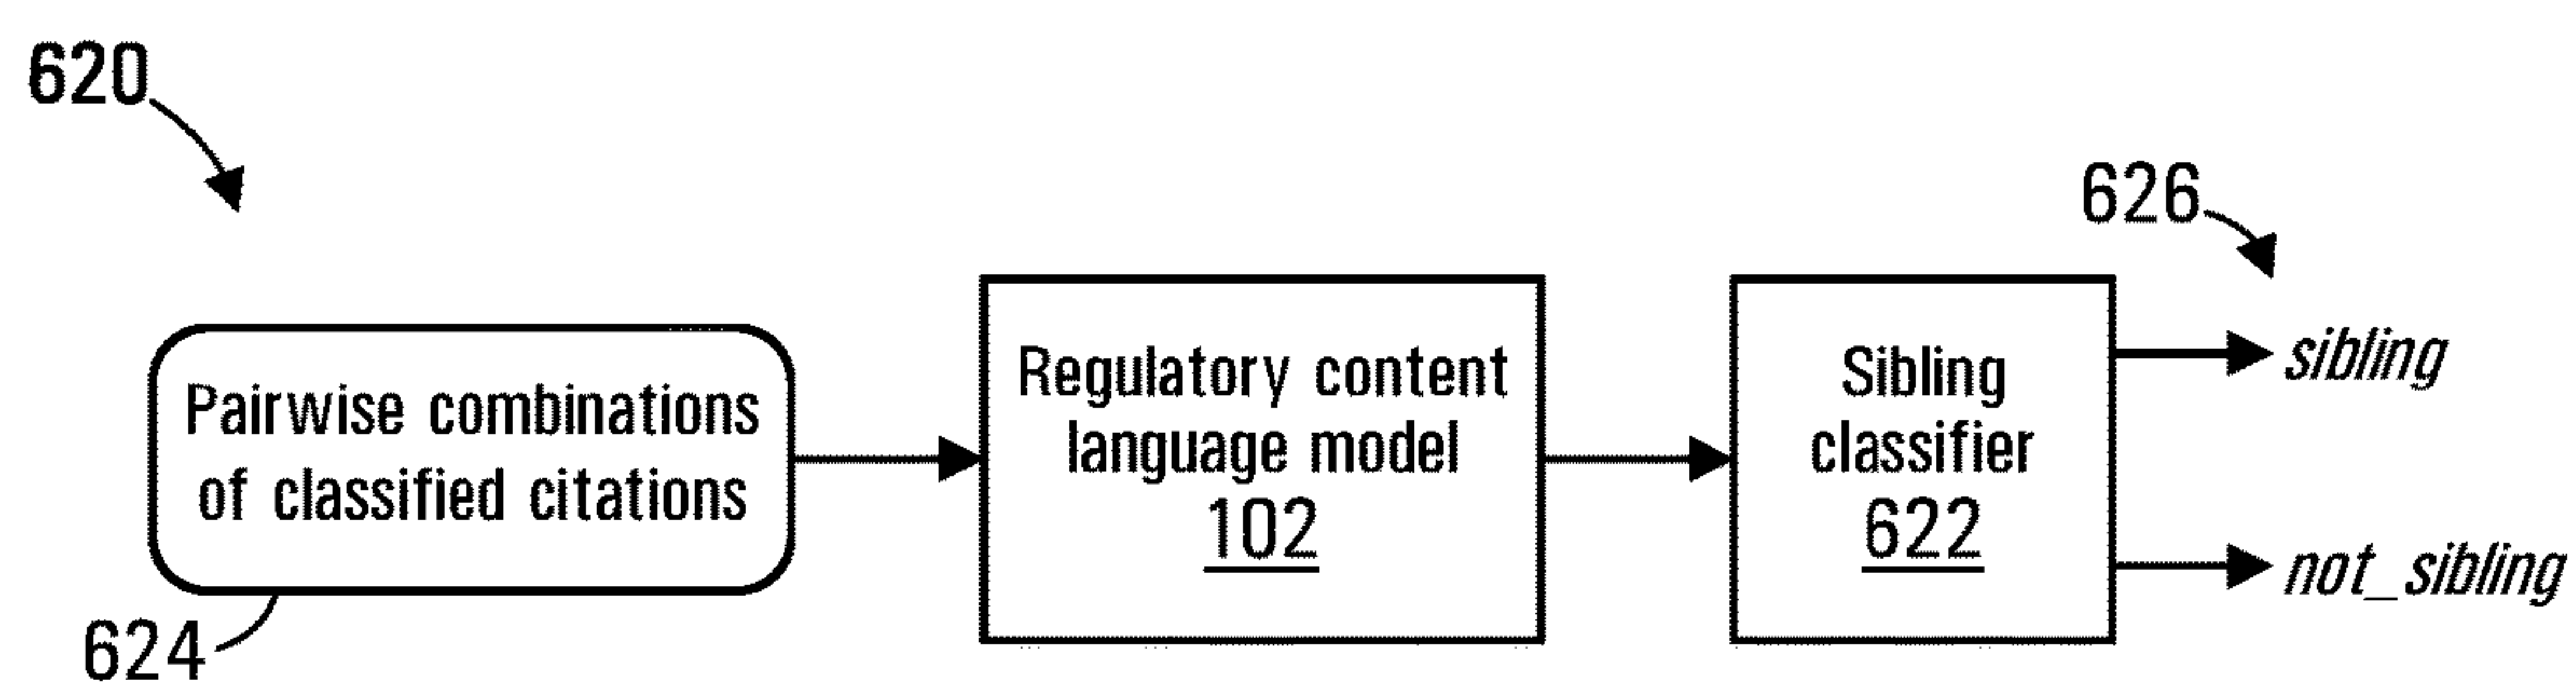 620
626
Pairwise combinations
of classified citations
624
Regulatory content
language model
102
Sibling
classifier
622
sibling
not_sibling